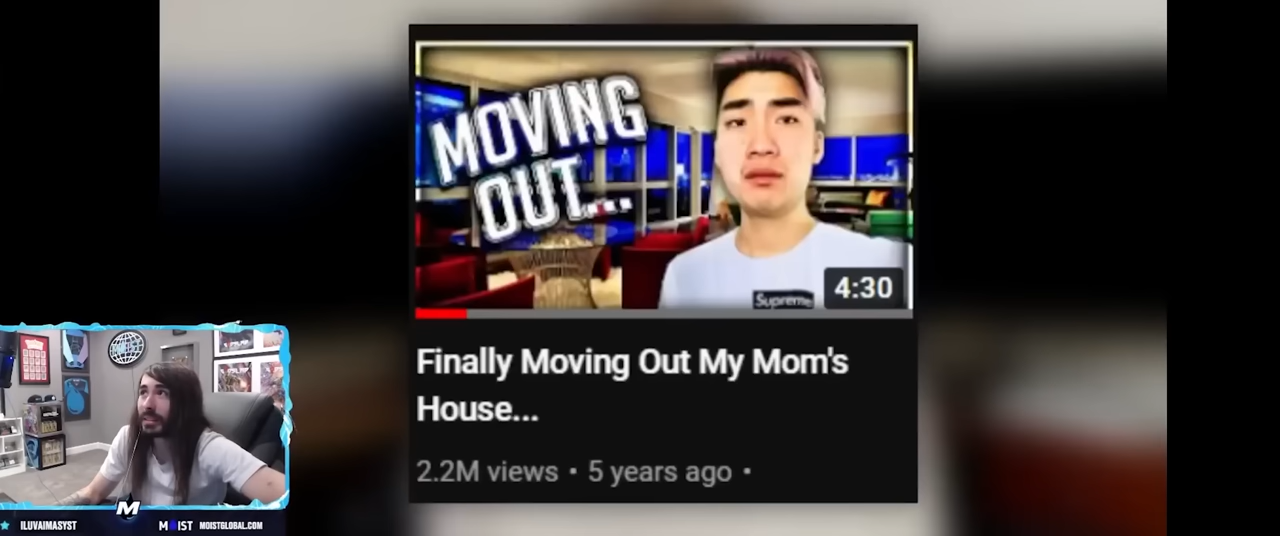 MOVING
OUT...
Supreme
4:30
Finally Moving Out My Mom's
House...
2.2M views • 5 years ago •
M
ILUVAIMASYST
MOIST MOISTGLOBAL.COM